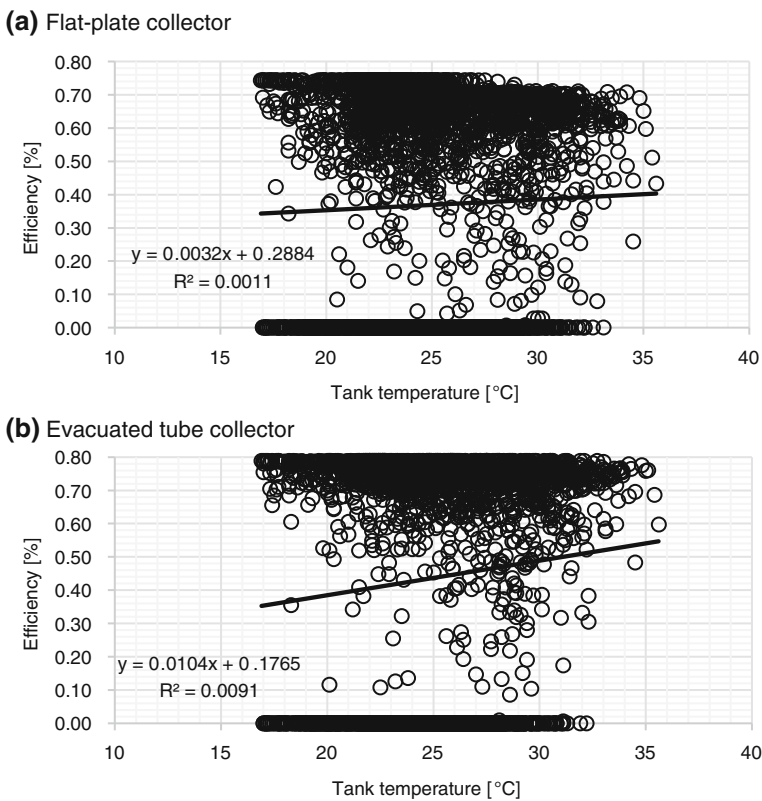 (a) Flat-plate collector
0.80
0.70
0.60
0.50
0.40
0.30
0.20
0.10
0.00
Efficiency [%]
y = 0.0032x + 0.2884
R² = 0.0011
10 15 20 25 30 35 40
Tank temperature [°C]
(b) Evacuated tube collector
0.80
0.70
0.60
0.50
0.40
0.30
0.20
0.10
0.00
Efficiency [%]
y = 0.0104x + 0.1765
R² = 0.0091
10 15 20 25 30 35 40
Tank temperature [°C]